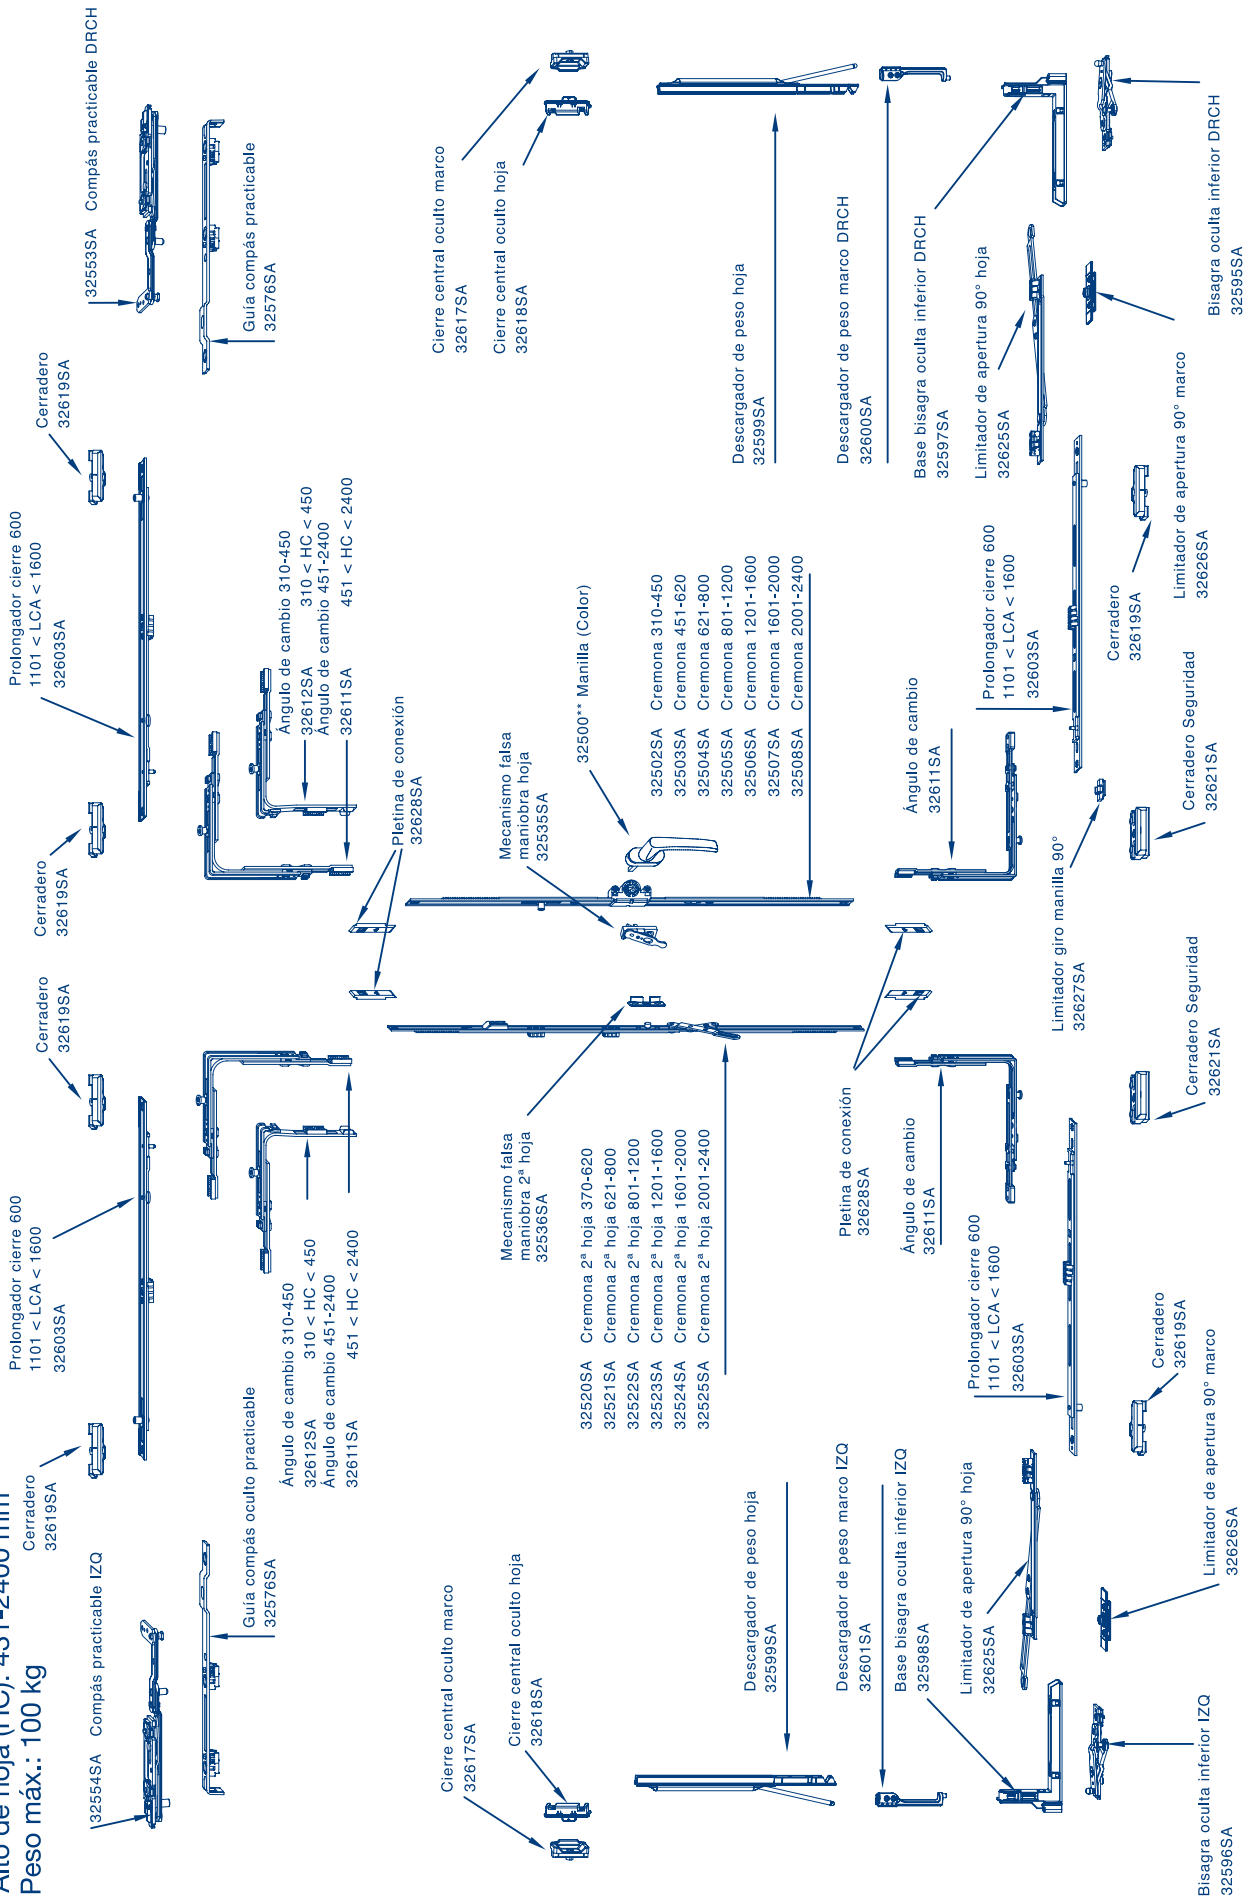 Alto de hoja (HC): 451-2400 mm
Peso máx.: 100 kg
32554SA Compás practicable IZQ
Cerradero
32619SA
Prolongador cierre 600
1101 < LCA < 1600
32603SA
Cerradero
32619SA
Cerradero
32619SA
Prolongador cierre 600
1101 < LCA < 1600
32603SA
Cerradero
32619SA
32553SA Compás practicable DRCH
Guía compás oculto practicable
32576SA
Ángulo de cambio 310-450
32612SA 310 < HC < 450
Ángulo de cambio 451-2400
32611SA 451 < HC < 2400
Ángulo de cambio 310-450
32612SA 310 < HC < 450
Ángulo de cambio 451-2400
32611SA 451 < HC < 2400
Guía compás practicable
32576SA
Pletina de conexión
32628SA
Cierre central oculto marco
32617SA
Cierre central oculto hoja
32618SA
Mecanismo falsa
maniobra 2ª hoja
32536SA
Mecanismo falsa
maniobra hoja
32535SA
32500** Manilla (Color)
Cierre central oculto marco
32617SA
Cierre central oculto hoja
32618SA
32520SA Cremona 2ª hoja 370-620
32521SA Cremona 2ª hoja 621-800
32522SA Cremona 2ª hoja 801-1200
32523SA Cremona 2ª hoja 1201-1600
32524SA Cremona 2ª hoja 1601-2000
32525SA Cremona 2ª hoja 2001-2400
32502SA Cremona 310-450
32503SA Cremona 451-620
32504SA Cremona 621-800
32505SA Cremona 801-1200
32506SA Cremona 1201-1600
32507SA Cremona 1601-2000
32508SA Cremona 2001-2400
Descargador de peso hoja
32599SA
Descargador de peso hoja
32599SA
Descargador de peso marco IZQ
32601SA
Pletina de conexión
32628SA
Descargador de peso marco DRCH
32600SA
Base bisagra oculta inferior IZQ
32598SA
Ángulo de cambio
32611SA
Ángulo de cambio
32611SA
Base bisagra oculta inferior DRCH
32597SA
Limitador de apertura 90° hoja
32625SA
Prolongador cierre 600
1101 < LCA < 1600
32603SA
Prolongador cierre 600
1101 < LCA < 1600
32603SA
Limitador de apertura 90° hoja
32625SA
Limitador giro manilla 90°
32627SA
Cerradero
32619SA
Cerradero
32619SA
Bisagra oculta inferior IZQ
32596SA
Limitador de apertura 90° marco
32626SA
Cerradero Seguridad
32621SA
Cerradero Seguridad
32621SA
Limitador de apertura 90° marco
32626SA
Bisagra oculta inferior DRCH
32595SA